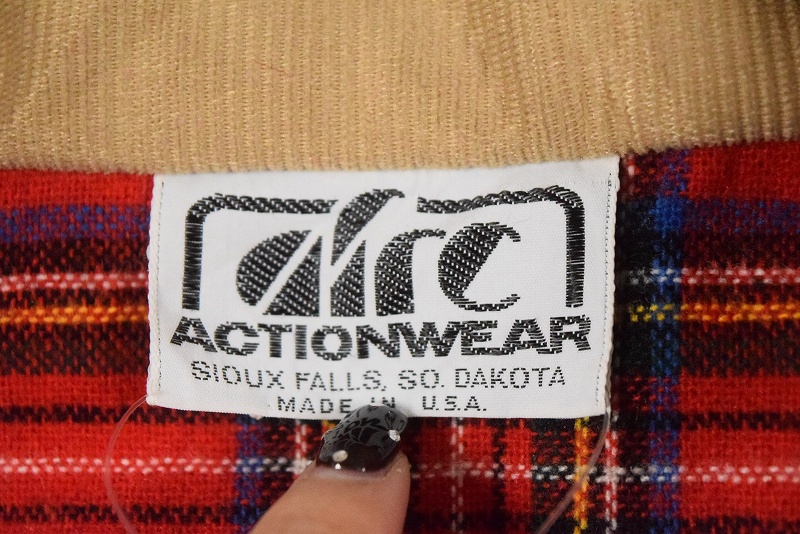 arc
ACTIONWEAR
SIOUX FALLS, SO. DAKOTA
MADE IN U.S.A.